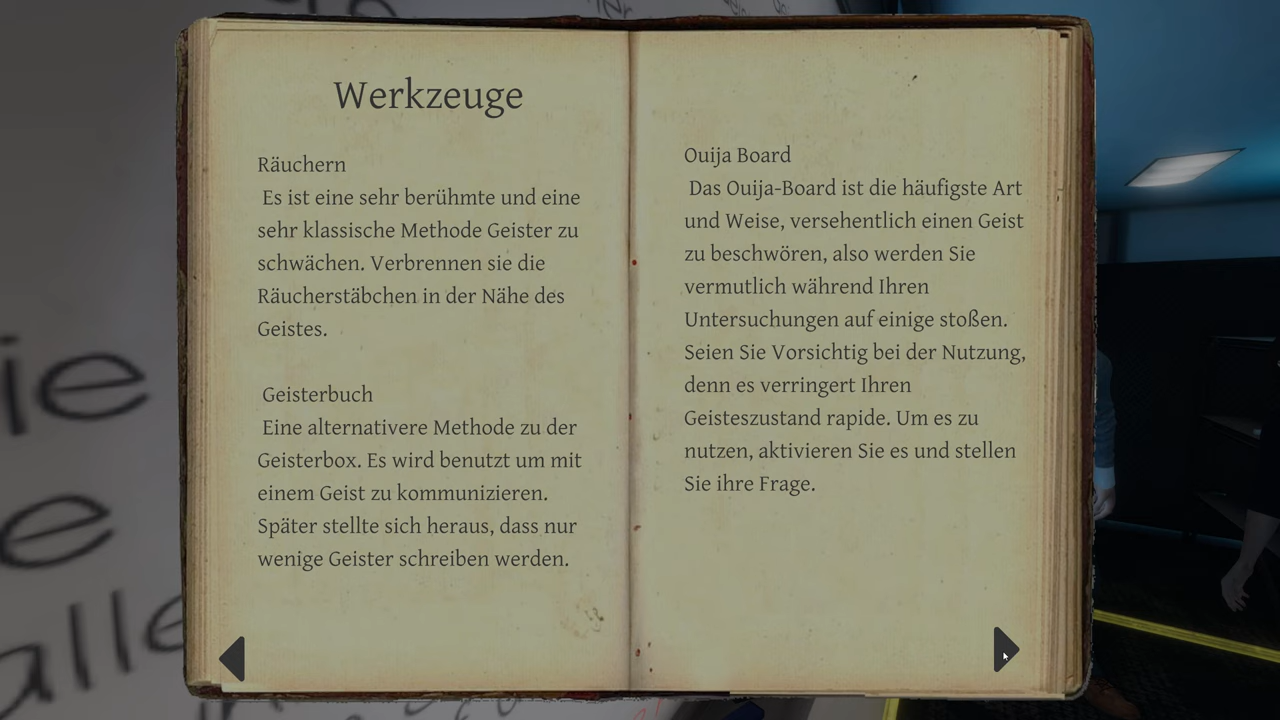 Werkzeuge
Räuchern
Es ist eine sehr berühmte und eine
sehr klassische Methode Geister zu
schwächen. Verbrennen sie die
Räucherstäbchen in der Nähe des
Geistes.
Geisterbuch
Eine alternativere Methode zu der
Geisterbox. Es wird benutzt um mit
einem Geist zu kommunizieren.
Später stellte sich heraus, dass nur
wenige Geister schreiben werden.
Ouija Board
Das Ouija-Board ist die häufigste Art
und Weise, versehentlich einen Geist
zu beschwören, also werden Sie
vermutlich während Ihren
Untersuchungen auf einige stoßen.
Seien Sie Vorsichtig bei der Nutzung,
denn es verringert Ihren
Geisteszustand rapide. Um es zu
nutzen, aktivieren Sie es und stellen
Sie ihre Frage.